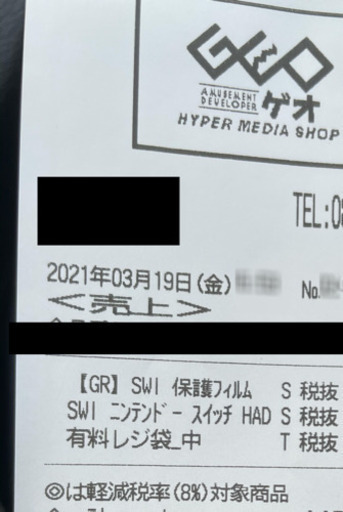 GEO
AMUSEMENT
DEVELOPER
ゲオ
HYPER MEDIA SHOP
TEL:0
2021年03月19日(金)
No.
<売上>
【GR】 SWI 保護フィルム S 税抜
SWI ニンテンドー スイッチ HAD S 税抜
有料レジ袋_中 T 税抜
◎は軽減税率(8%)対象商品